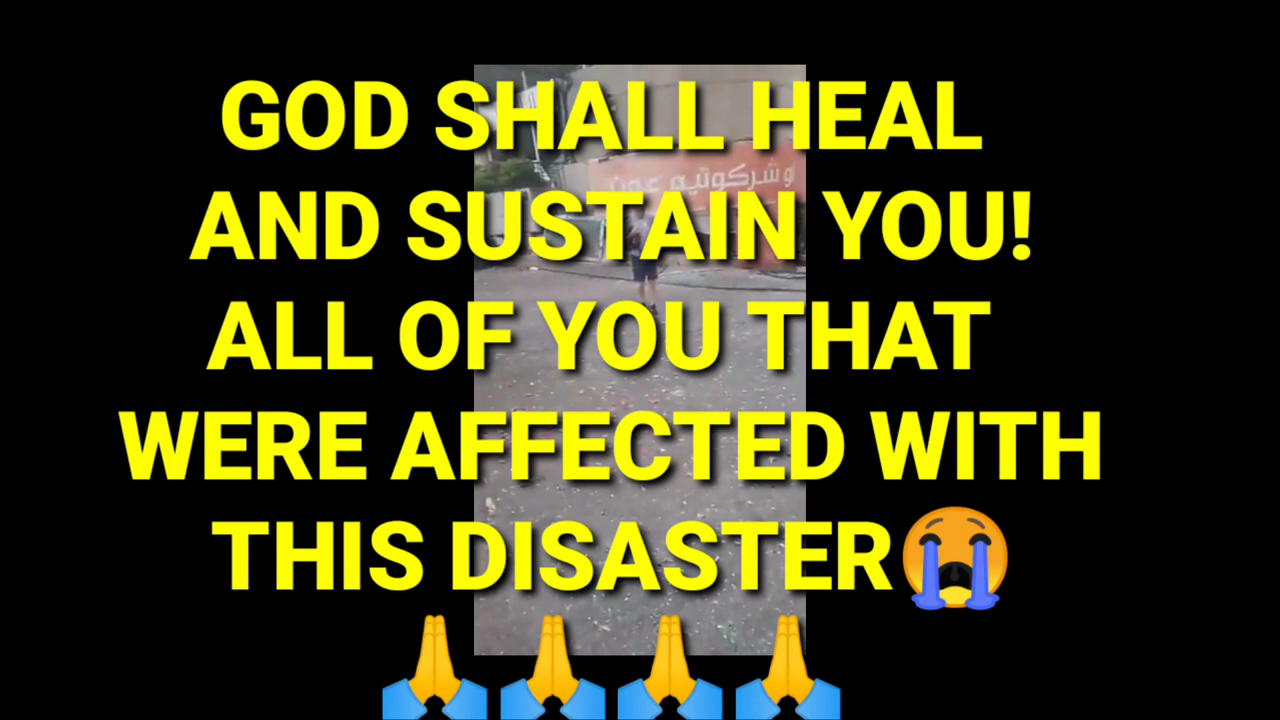 GOD SHALL HEAL
AND SUSTAIN YOU!
ALL OF YOU THAT
WERE AFFECTED WITH
THIS DISASTER😭
🙏🙏🙏🙏